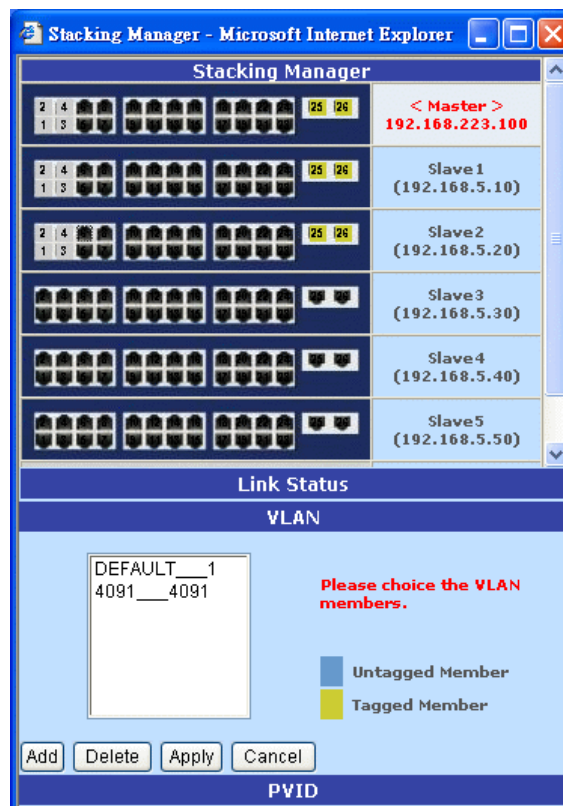 Stacking Manager - Microsoft Internet Explorer
Stacking Manager
2 4 25 26
1 3
< Master >
192.168.223.100
2 4 25 26
1 3
Slave1
(192.168.5.10)
2 4 25 26
1 3
Slave2
(192.168.5.20)
Slave3
(192.168.5.30)
Slave4
(192.168.5.40)
Slave5
(192.168.5.50)
Link Status
VLAN
DEFAULT___1
4091___4091
Please choice the VLAN
members.
Untagged Member
Tagged Member
Add Delete Apply Cancel
PVID